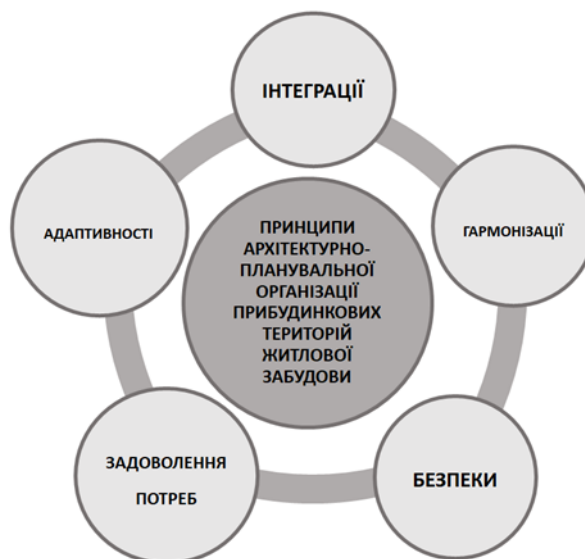 ІНТЕГРАЦІЇ
ГАРМОНІЗАЦІЇ
БЕЗПЕКИ
ЗАДОВОЛЕННЯ
ПОТРЕБ
АДАПТИВНОСТІ
ПРИНЦИПИ
АРХІТЕКТУРНО-
ПЛАНУВАЛЬНОЇ
ОРГАНІЗАЦІЇ
ПРИБУДИНКОВИХ
ТЕРИТОРІЙ
ЖИТЛОВОЇ
ЗАБУДОВИ